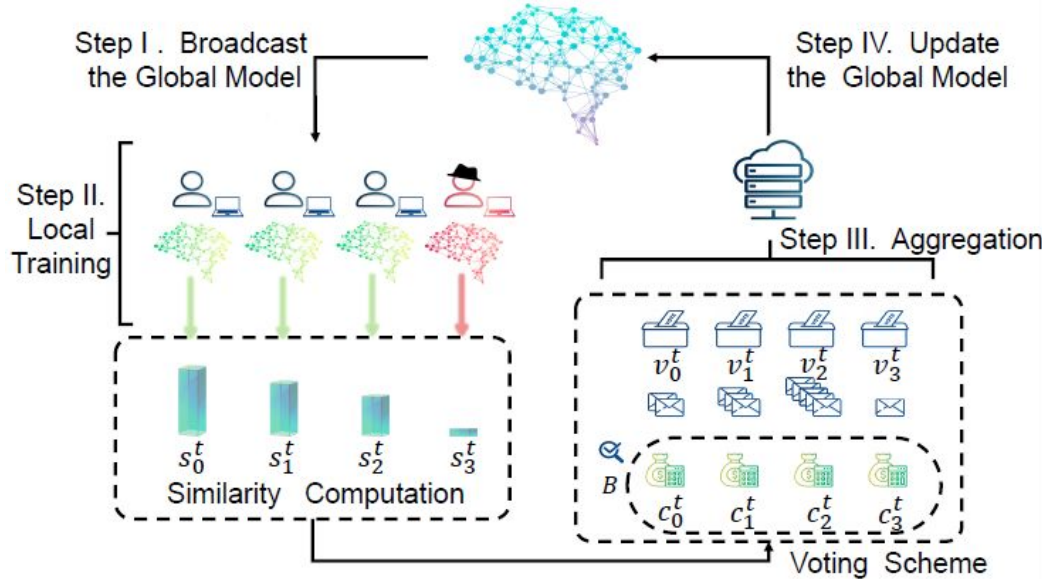 Step I . Broadcast
the Global Model
Step IV. Update
the Global Model
Step II.
Local
Training
Step III. Aggregation
v_0^t v_1^t v_2^t v_3^t
s_0^t s_1^t s_2^t s_3^t
Similarity Computation
B
c_0^t c_1^t c_2^t c_3^t
Voting Scheme